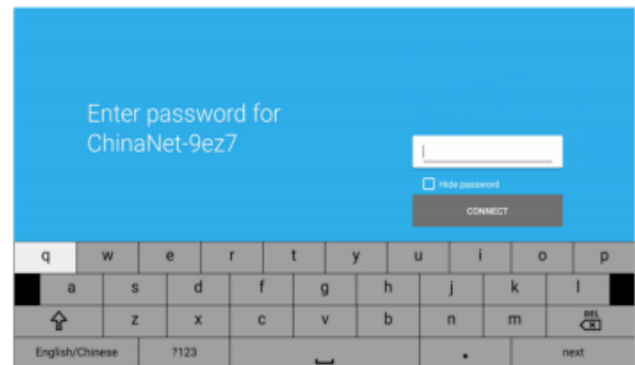 Enter password for
ChinaNet-9ez7
Hide password
CONNECT
q w e r t y u i o p
a s d f g h j k l
z x c v b n m DEL
English/Chinese ?123 . next